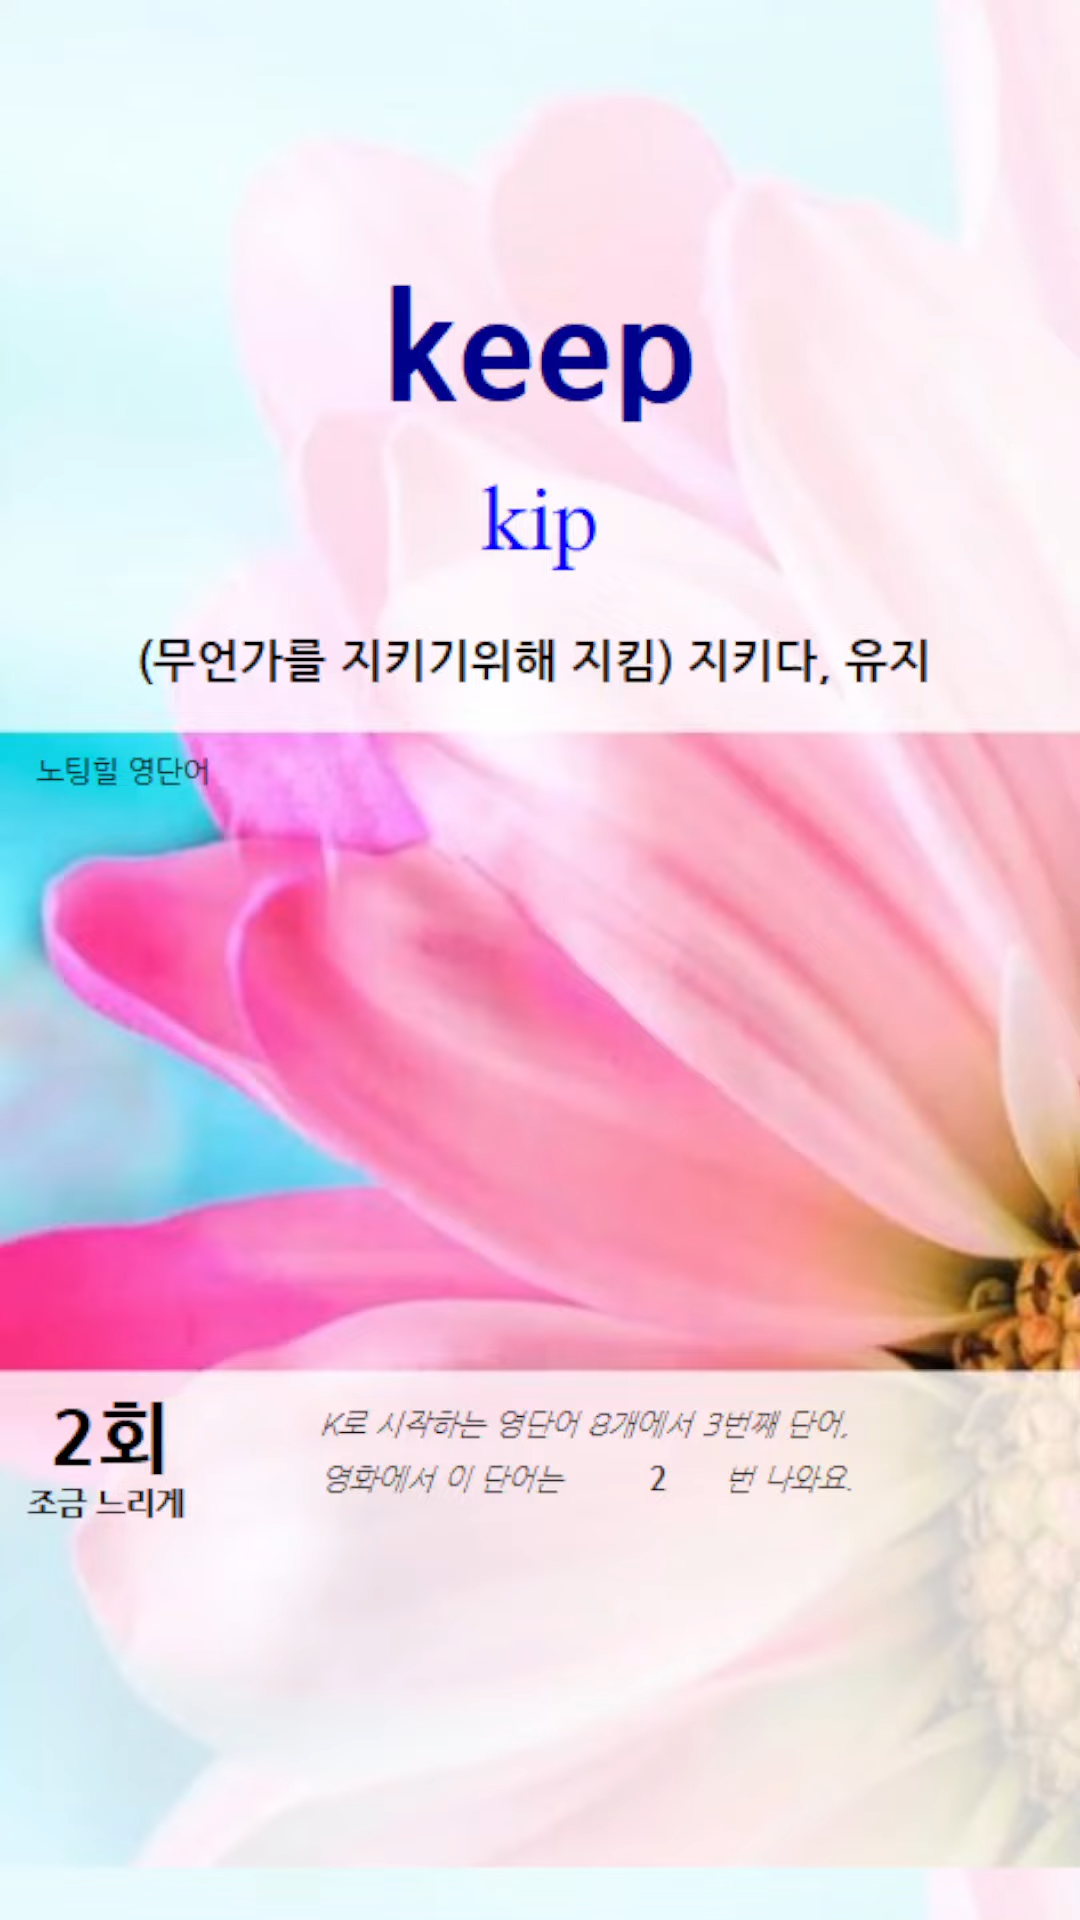 keep
kip
(무언가를 지키기위해 지킴) 지키다, 유지
노팅힐 영단어
2회
조금 느리게
K로 시작하는 영단어 8개에서 3번째 단어.
영화에서 이 단어는 2 번 나와요.